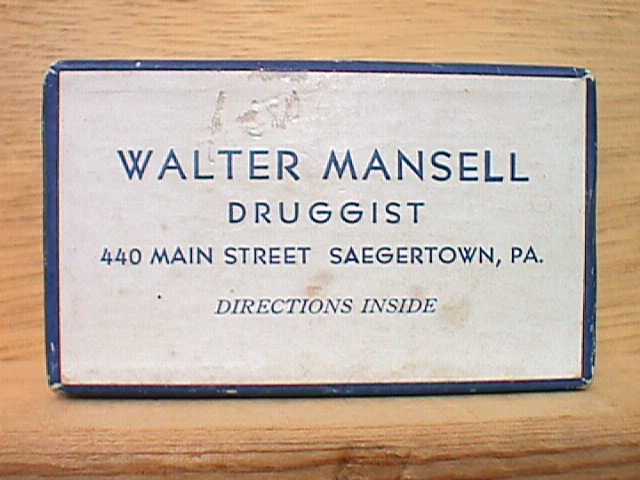 WALTER MANSELL
DRUGGIST
440 MAIN STREET SAEGERTOWN, PA.
DIRECTIONS INSIDE